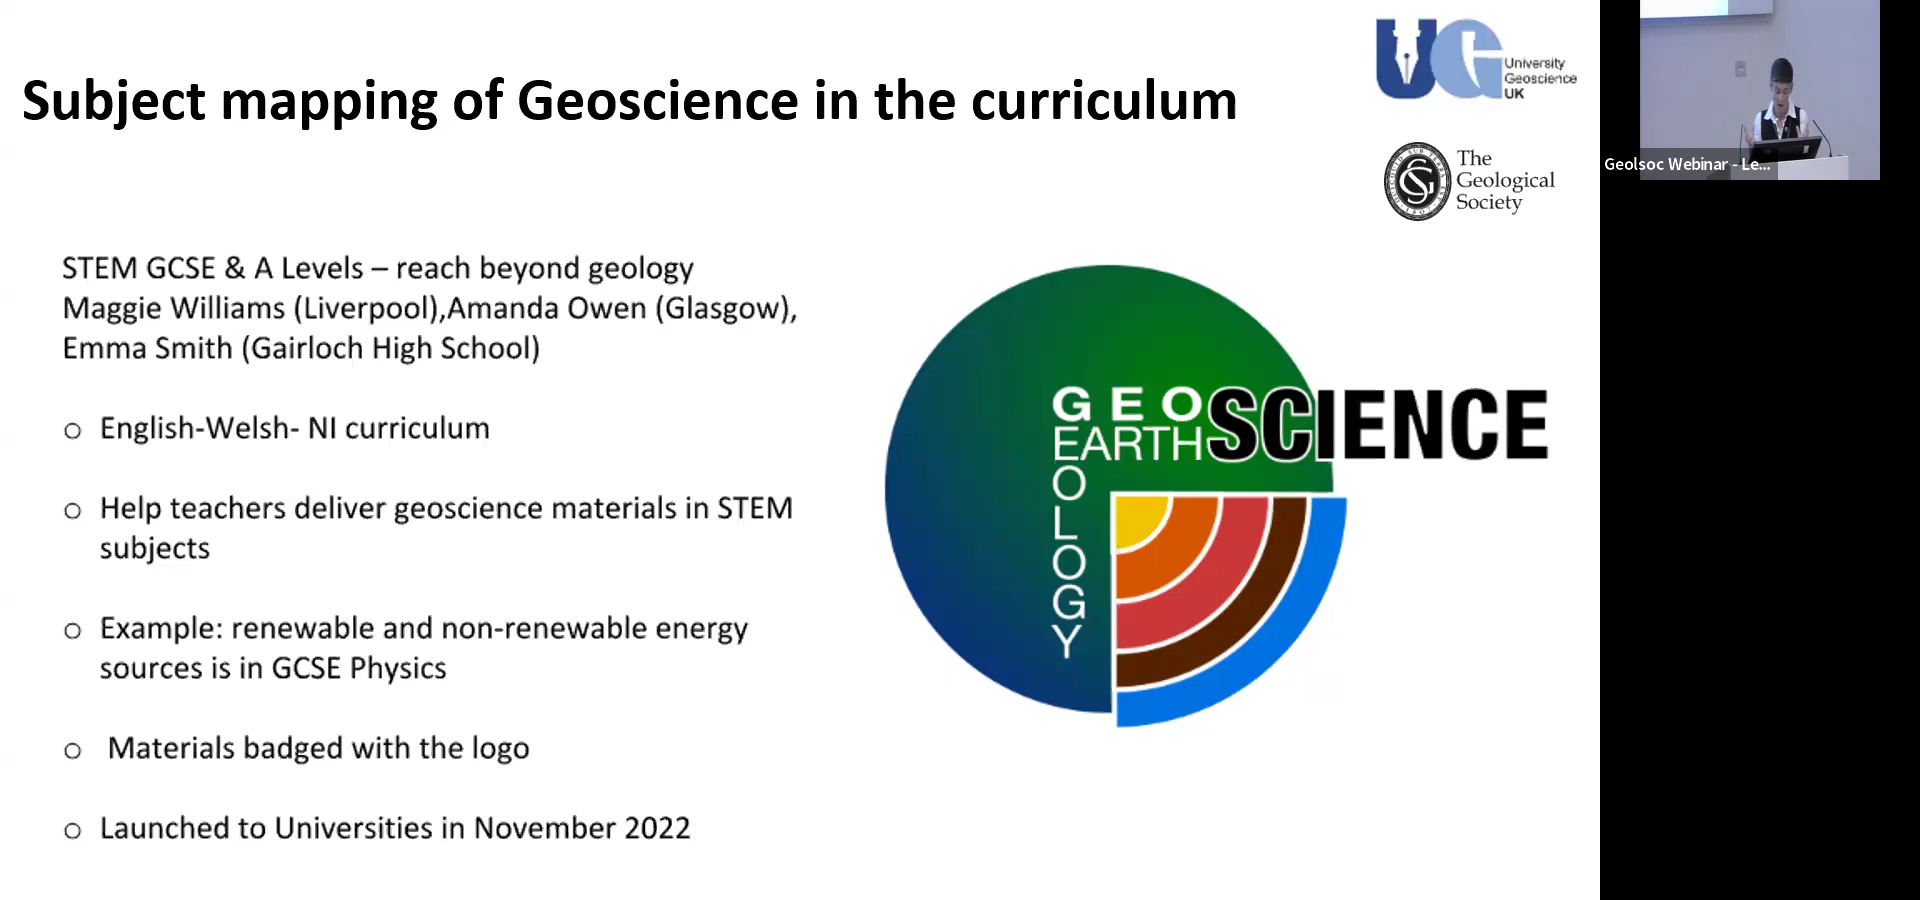 Subject mapping of Geoscience in the curriculum
UG
University
Geoscience
UK
The
Geological
Society
Geolsoc Webinar - Le...
STEM GCSE & A Levels – reach beyond geology
Maggie Williams (Liverpool),Amanda Owen (Glasgow),
Emma Smith (Gairloch High School)
o English-Welsh- NI curriculum
o Help teachers deliver geoscience materials in STEM
subjects
o Example: renewable and non-renewable energy
sources is in GCSE Physics
o Materials badged with the logo
o Launched to Universities in November 2022
GEOSCIENCE
EARTH
GEOLOGY